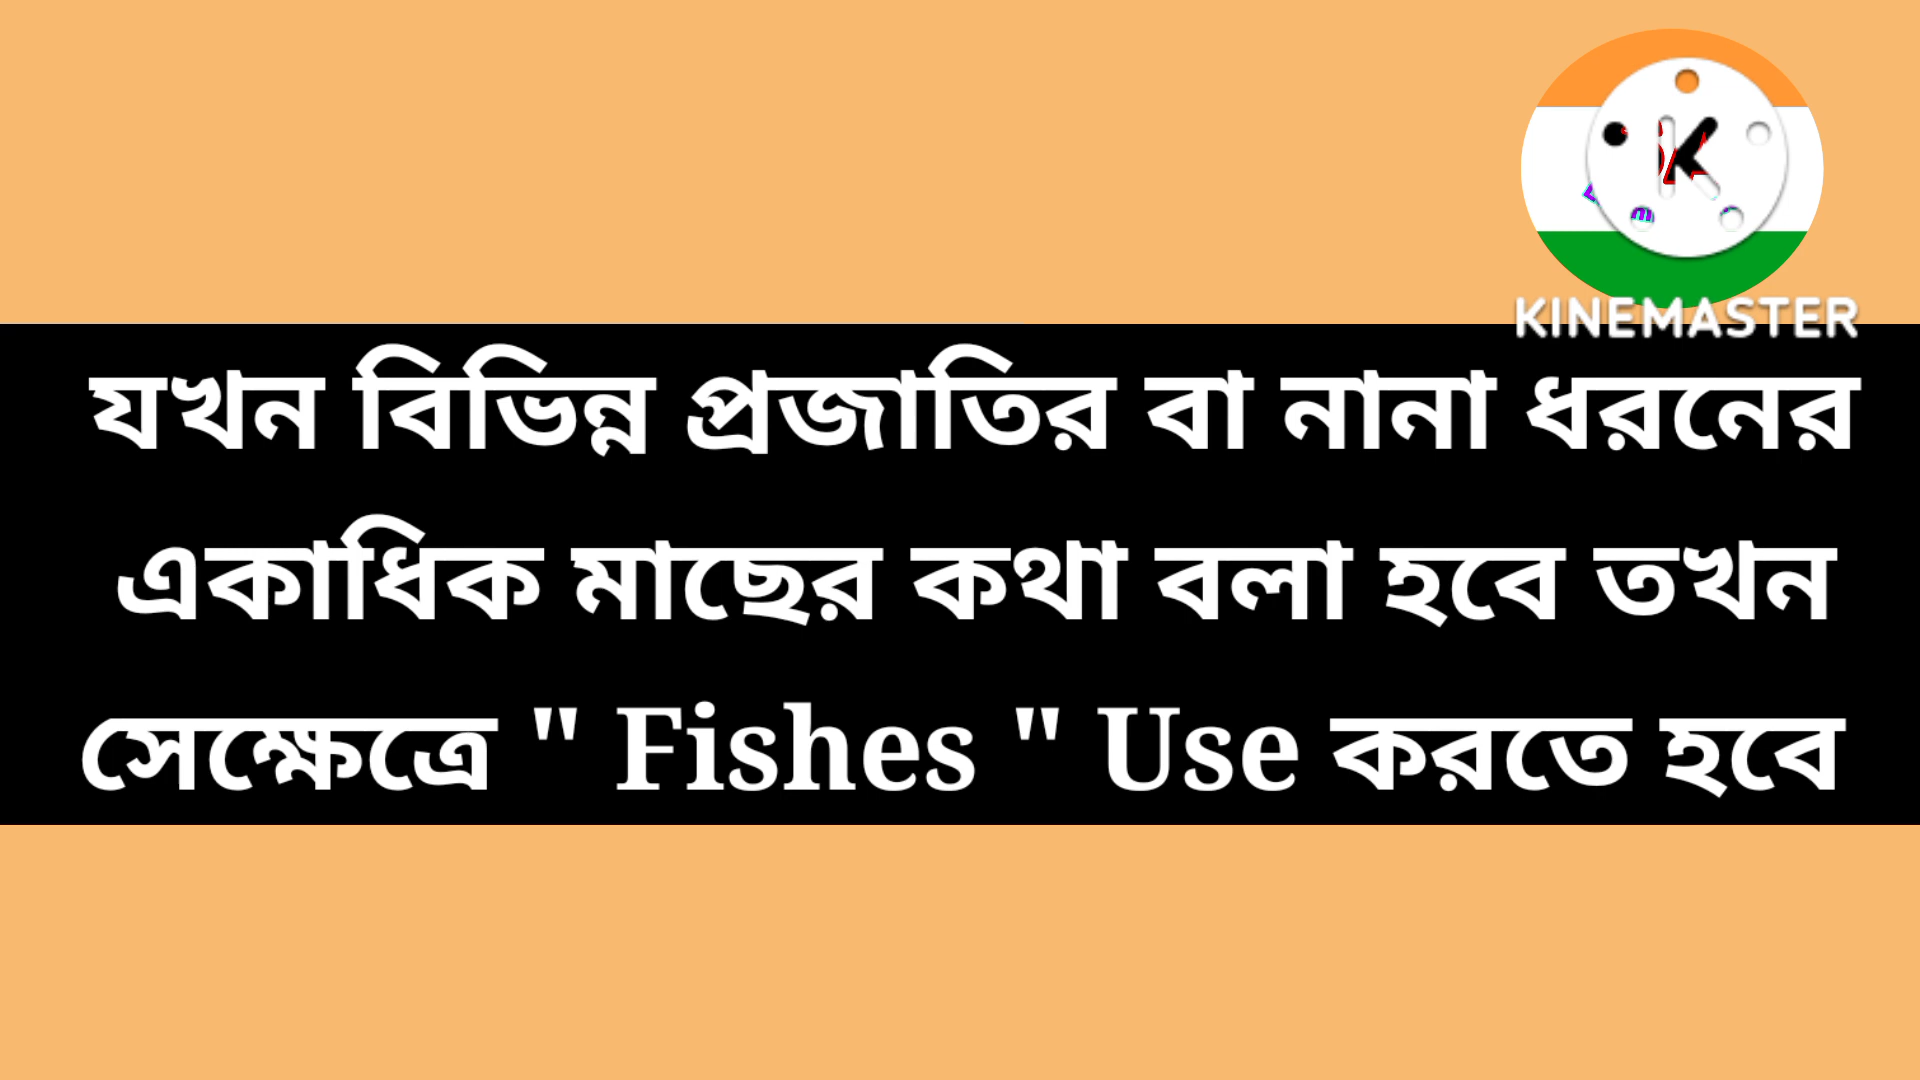 KINEMASTER
যখন বিভিন্ন প্রজাতির বা নানা ধরনের
একাধিক মাছের কথা বলা হবে তখন
সেক্ষেত্রে " Fishes " Use করতে হবে